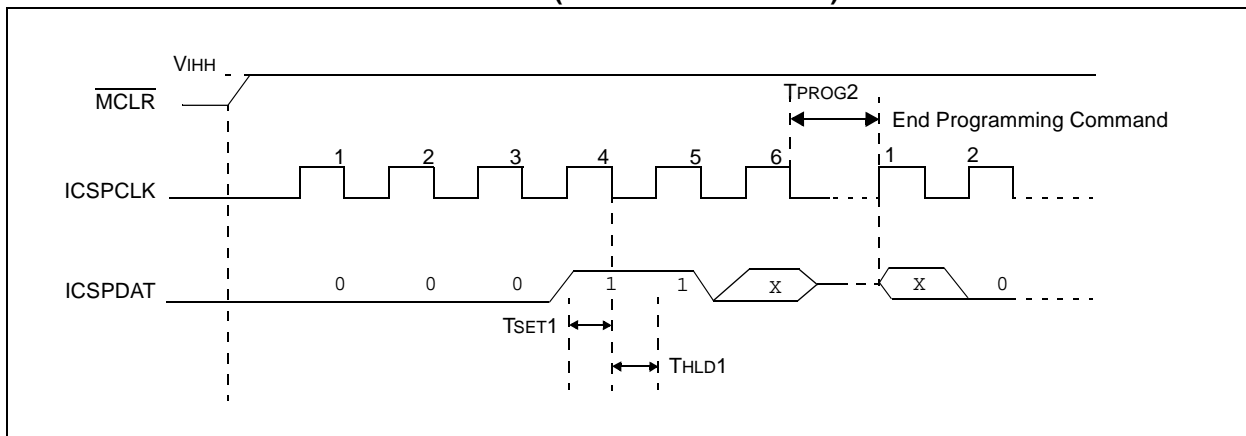 VIHH
MCLR
TPROG2
End Programming Command
1 2 3 4 5 6 1 2
ICSPCLK
ICSPDAT
0 0 0 1 1 X X 0
TSET1
THLD1